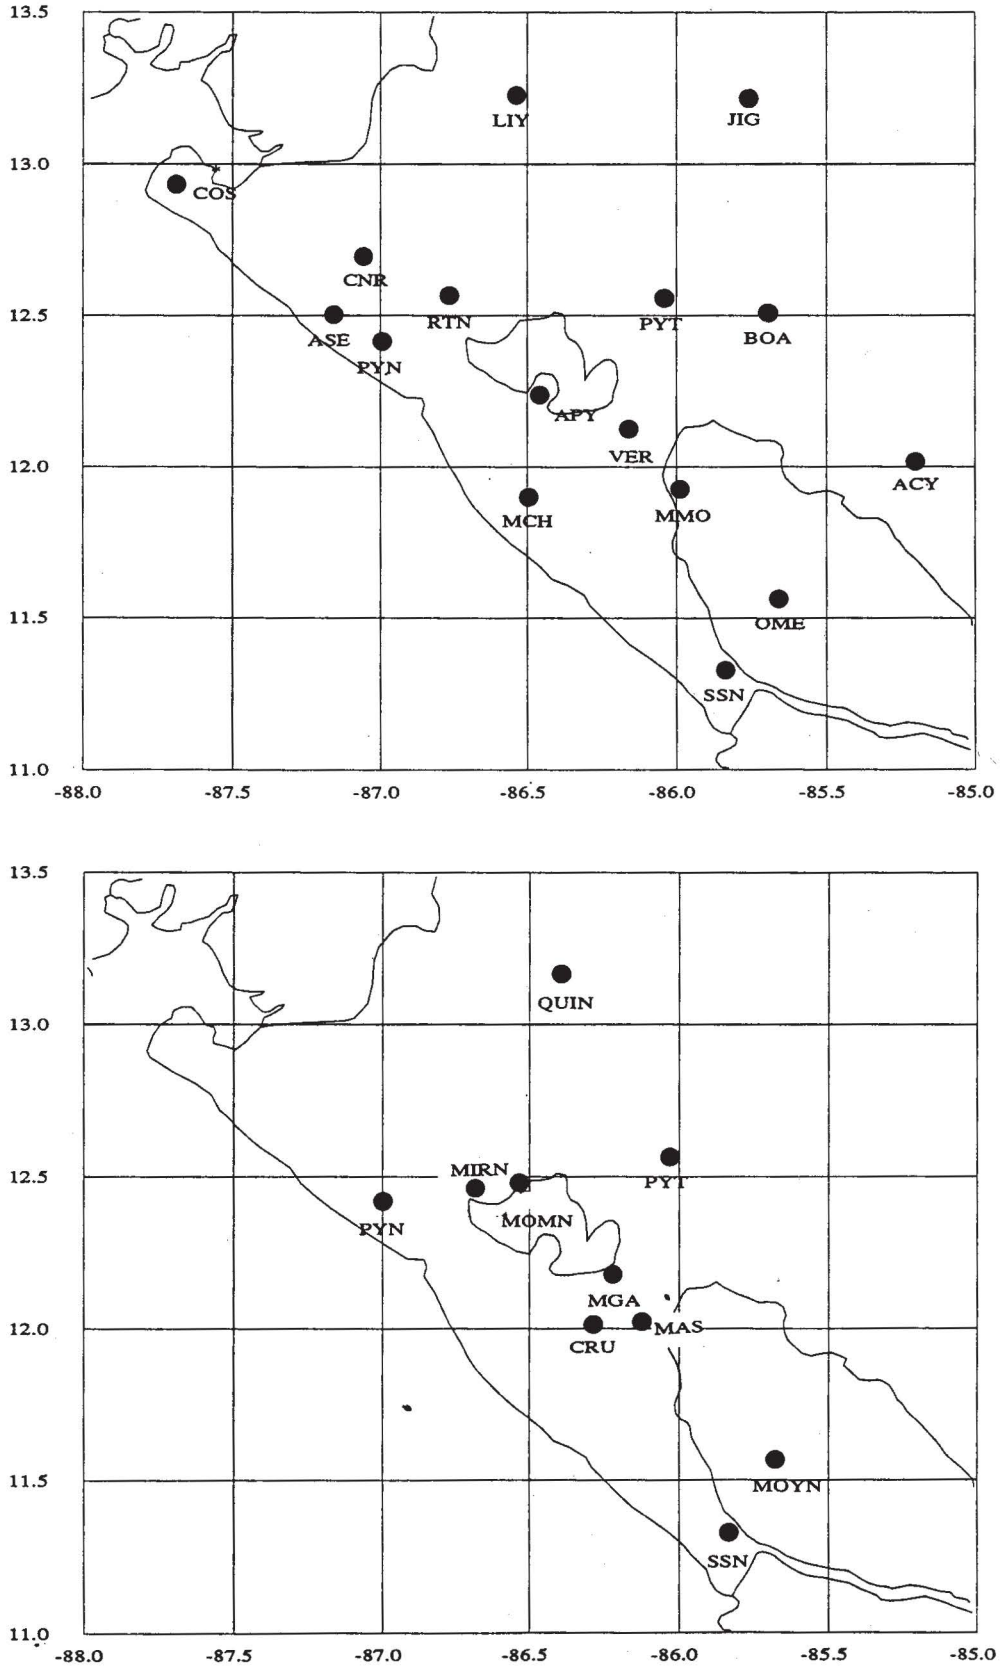 13.5
LIY
JIG
13.0
COS
CNR
12.5
ASE
RTN
PYT
BOA
PYN
APY
VER
12.0
ACY
MCH
MMO
11.5
OME
SSN
11.0
-88.0 -87.5 -87.0 -86.5 -86.0 -85.5 -85.0
13.5
QUIN
13.0
12.5
MIRN
PYT
PYN
MOMN
MGA
12.0
MAS
CRU
11.5
MOYN
SSN
11.0
-88.0 -87.5 -87.0 -86.5 -86.0 -85.5 -85.0